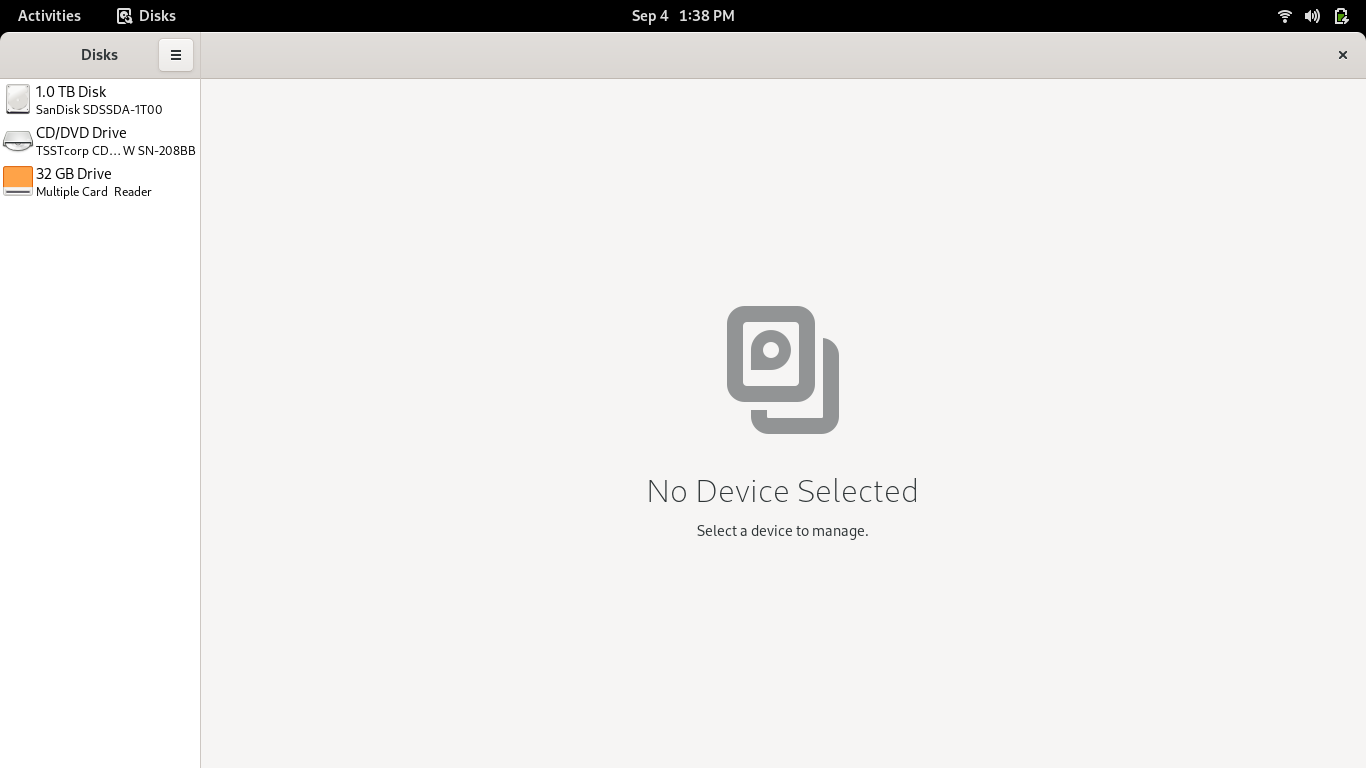 Activities
Disks
Sep 4 1:38 PM
Disks
1.0 TB Disk
SanDisk SDSSDA-1T00
CD/DVD Drive
TSSTcorp CD…W SN-208BB
32 GB Drive
Multiple Card  Reader
No Device Selected
Select a device to manage.